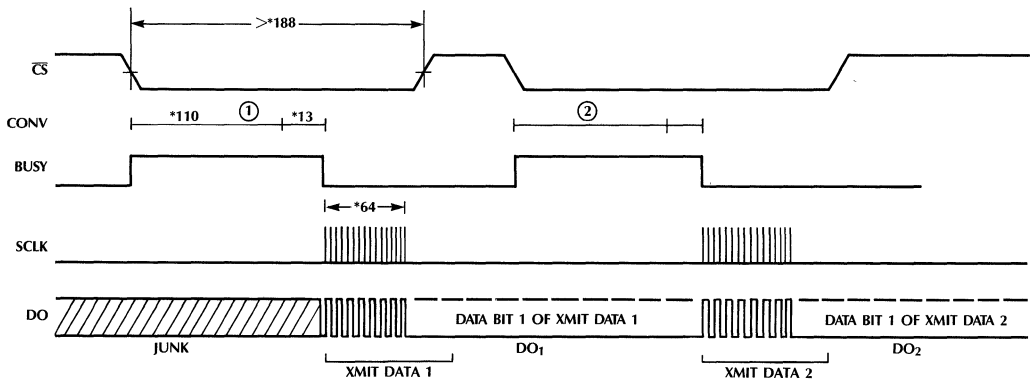 >*188
CS
CONV
*110
①
*13
②
BUSY
*64
SCLK
DO
DATA BIT 1 OF XMIT DATA 1
DATA BIT 1 OF XMIT DATA 2
JUNK
DO1
DO2
XMIT DATA 1
XMIT DATA 2